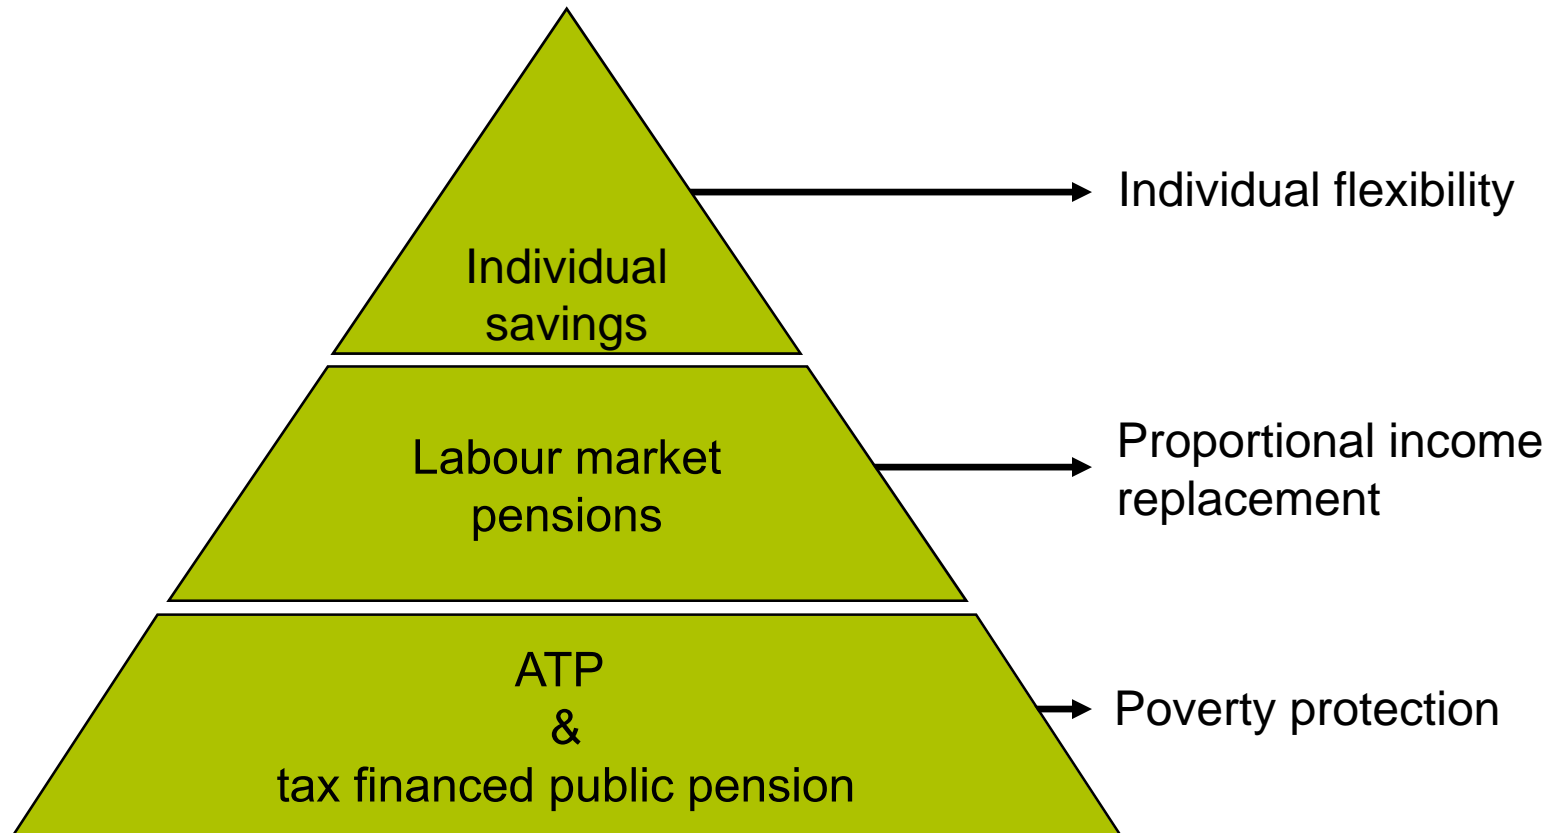 Individual flexibility
Individual
savings
Proportional income
replacement
Labour market
pensions
ATP
&
tax financed public pension
Poverty protection